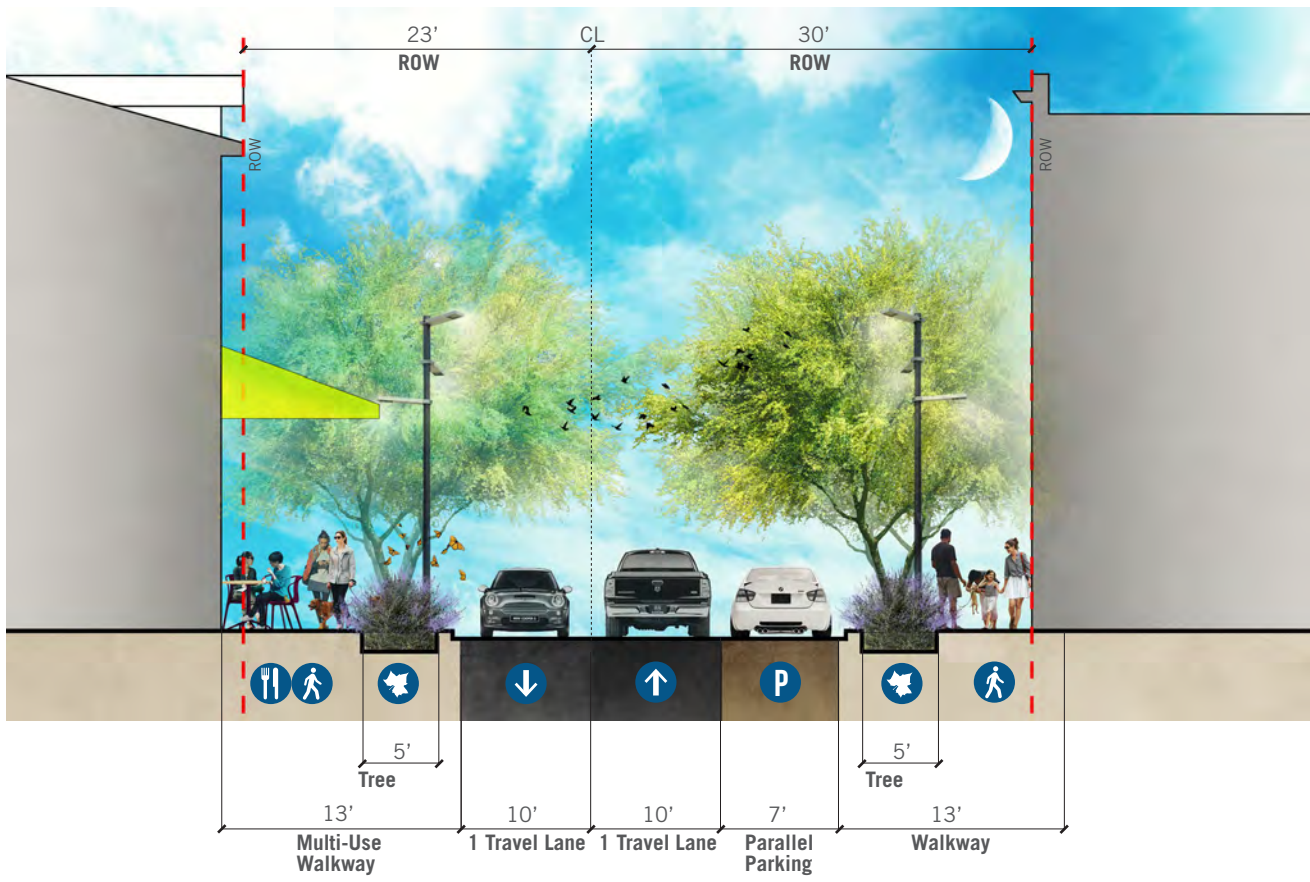 23’ CL 30’
ROW ROW
ROW ROW
P
5’ 5’
Tree Tree
13’ 10’ 10’ 7’ 13’
Multi-Use 1 Travel Lane 1 Travel Lane Parallel Walkway
Walkway Parking